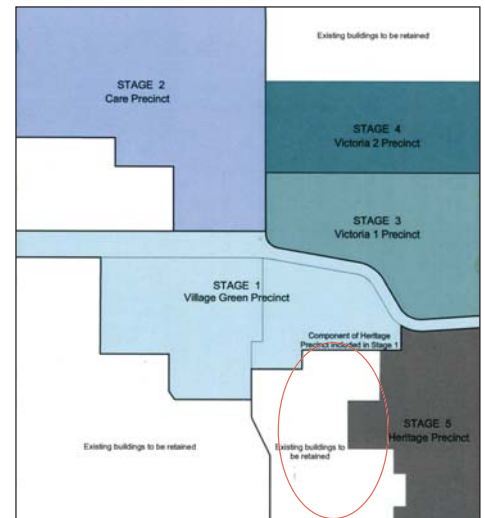 Existing buildings to be retained
STAGE 2
Care Precinct
STAGE 4
Victoria 2 Precinct
STAGE 3
Victoria 1 Precinct
STAGE 1
Village Green Precinct
Component of Heritage
Precinct included in Stage 1
STAGE 5
Heritage Precinct
Existing buildings to be retained
Existing buildings to
be retained